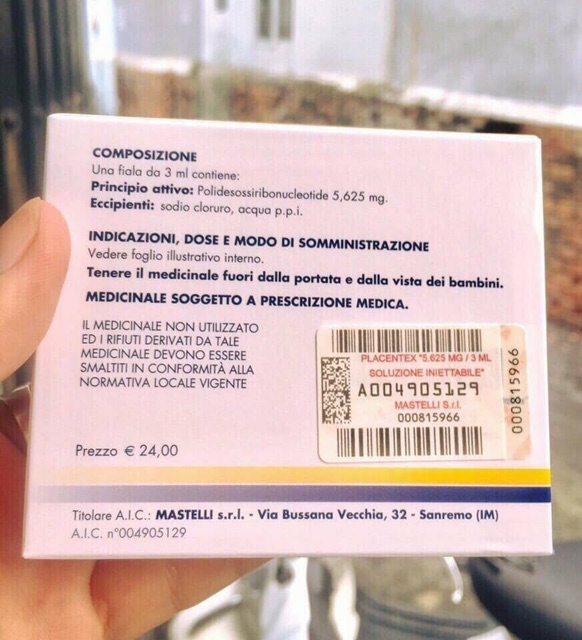 COMPOSIZIONE
Una fiala da 3 ml contiene:
Principio attivo: Polidesossiribonucleotide 5,625 mg.
Eccipienti: sodio cloruro, acqua p.p.i.
INDICAZIONI, DOSE E MODO DI SOMMINISTRAZIONE
Vedere foglio illustrativo interno.
Tenere il medicinale fuori dalla portata e dalla vista dei bambini.
MEDICINALE SOGGETTO A PRESCRIZIONE MEDICA.
IL MEDICINALE NON UTILIZZATO
ED I RIFIUTI DERIVATI DA TALE
MEDICINALE DEVONO ESSERE
SMALTITI IN CONFORMITÀ ALLA
NORMATIVA LOCALE VIGENTE
PLACENTEX "5.625 MG / 3 ML
SOLUZIONE INIETTABILE"
A004905129
MASTELLI S.r.l.
000815966
000815966
Prezzo € 24,00
Titolare A.I.C.: MASTELLI s.r.l. - Via Bussana Vecchia, 32 - Sanremo (IM)
A.I.C. n°004905129